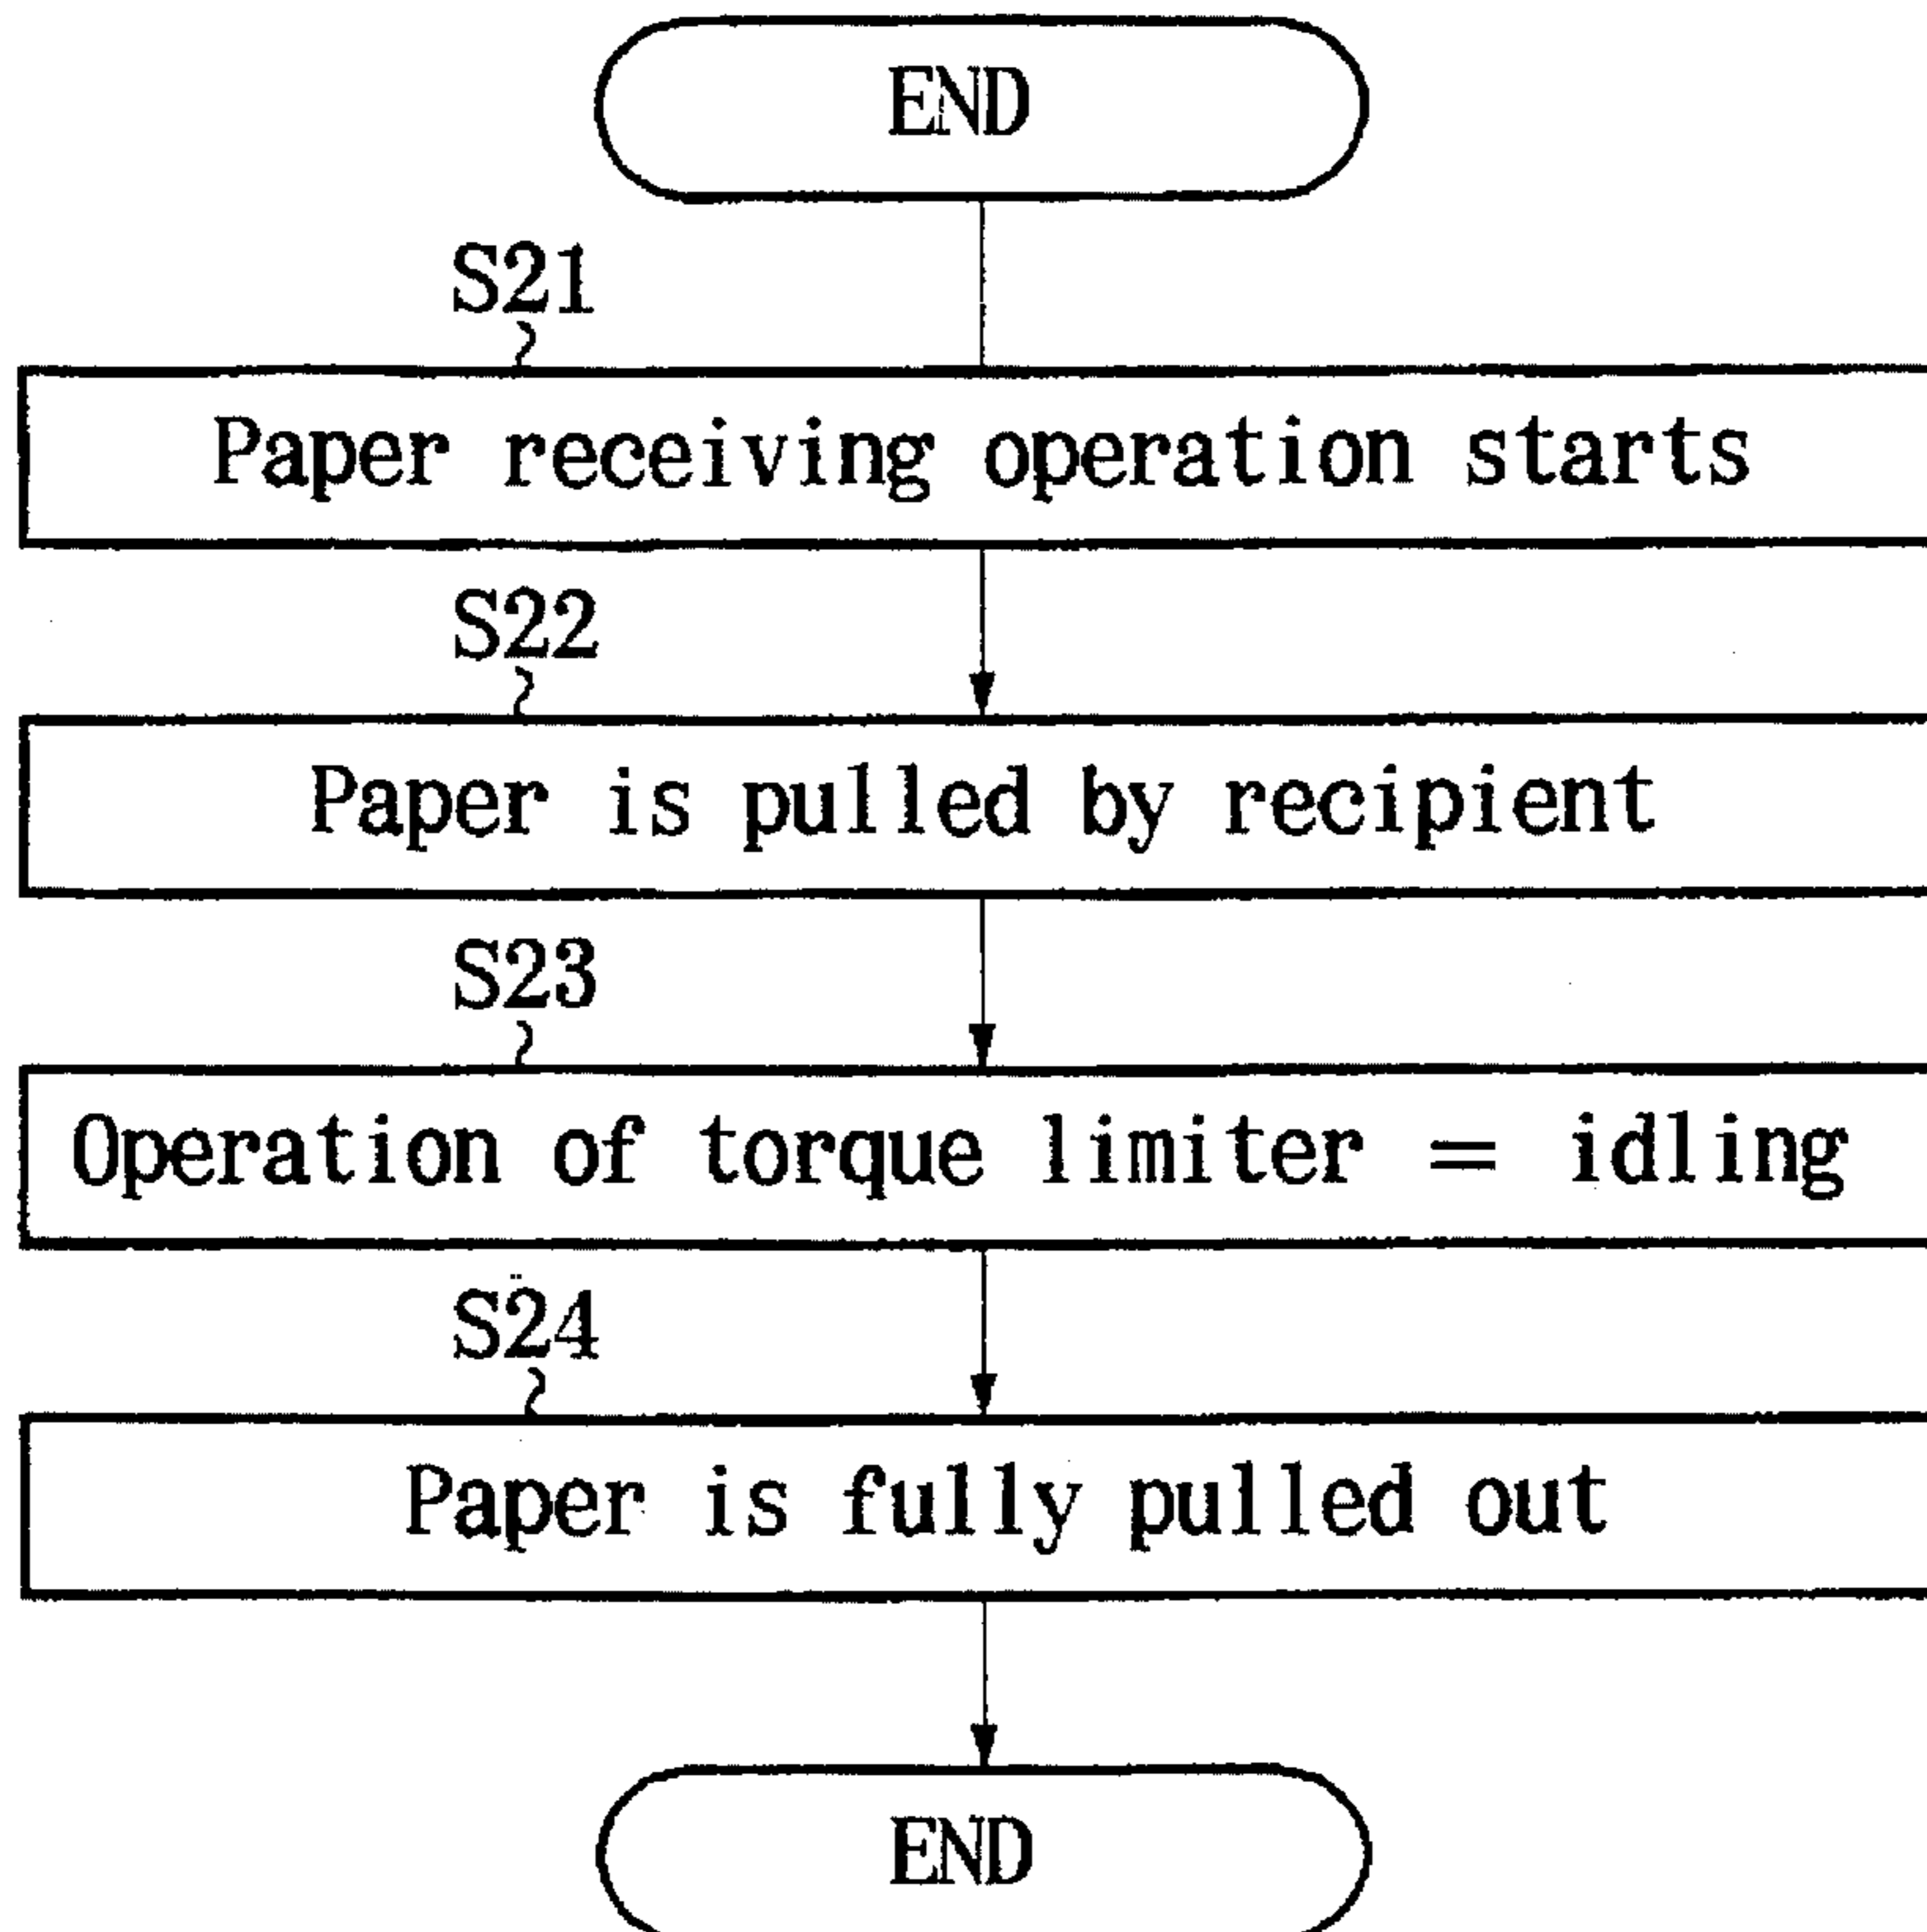 END
S21
Paper receiving operation starts
S22
Paper is pulled by recipient
S23
Operation of torque limiter = idling
S24
Paper is fully pulled out
END